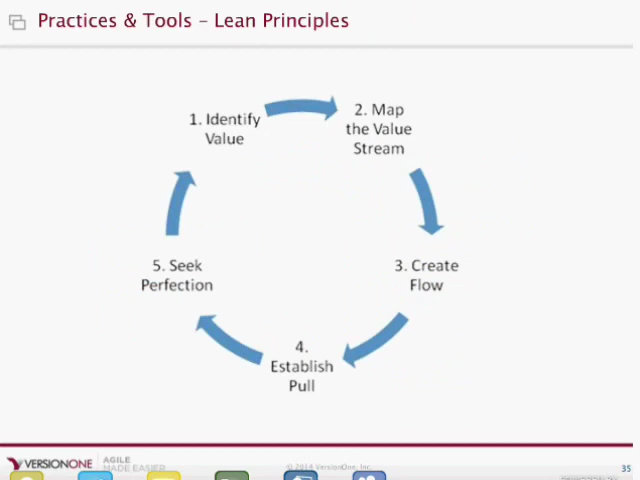 Practices & Tools – Lean Principles
1. Identify
Value
2. Map
the Value
Stream
3. Create
Flow
4.
Establish
Pull
5. Seek
Perfection
VERSIONONE
AGILE
MADE EASIER
© 2014 VersionOne, Inc.
35